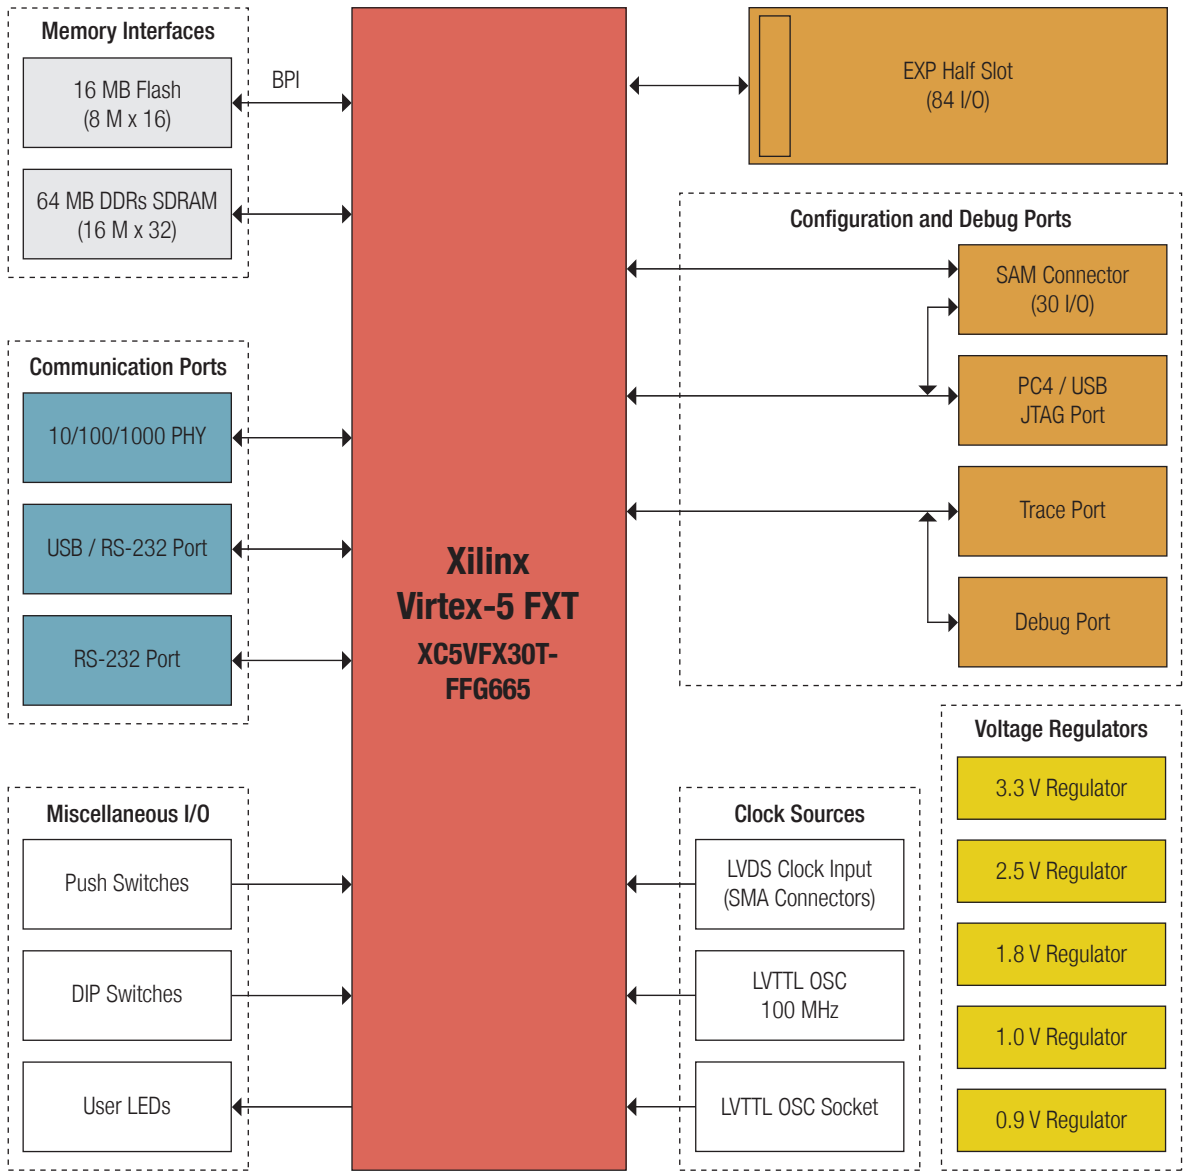 Memory Interfaces
16 MB Flash
(8 M x 16)
BPI
64 MB DDRs SDRAM
(16 M x 32)
Communication Ports
10/100/1000 PHY
USB / RS-232 Port
RS-232 Port
Miscellaneous I/O
Push Switches
DIP Switches
User LEDs
Xilinx
Virtex-5 FXT
XC5VFX30T-
FFG665
EXP Half Slot
(84 I/O)
Configuration and Debug Ports
SAM Connector
(30 I/O)
PC4 / USB
JTAG Port
Trace Port
Debug Port
Clock Sources
LVDS Clock Input
(SMA Connectors)
LVTTL OSC
100 MHz
LVTTL OSC Socket
Voltage Regulators
3.3 V Regulator
2.5 V Regulator
1.8 V Regulator
1.0 V Regulator
0.9 V Regulator